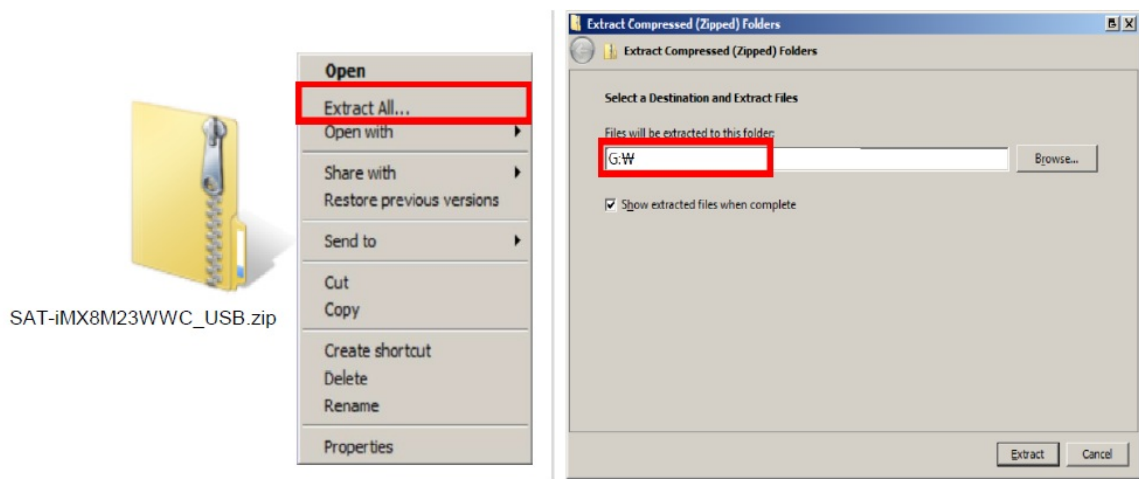 SAT-iMX8M23WWC_USB.zip
Open
Extract All...
Open with
Share with
Restore previous versions
Send to
Cut
Copy
Create shortcut
Delete
Rename
Properties
Extract Compressed (Zipped) Folders
Extract Compressed (Zipped) Folders
Select a Destination and Extract Files
Files will be extracted to this folder:
G:₩
Browse...
Show extracted files when complete
Extract
Cancel